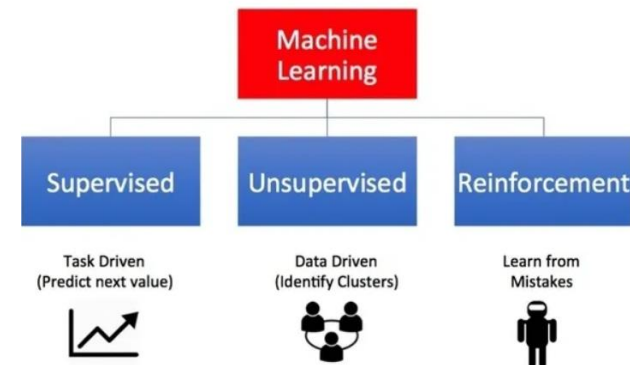 Machine
Learning
Supervised
Unsupervised
Reinforcement
Task Driven
(Predict next value)
Data Driven
(Identify Clusters)
Learn from
Mistakes